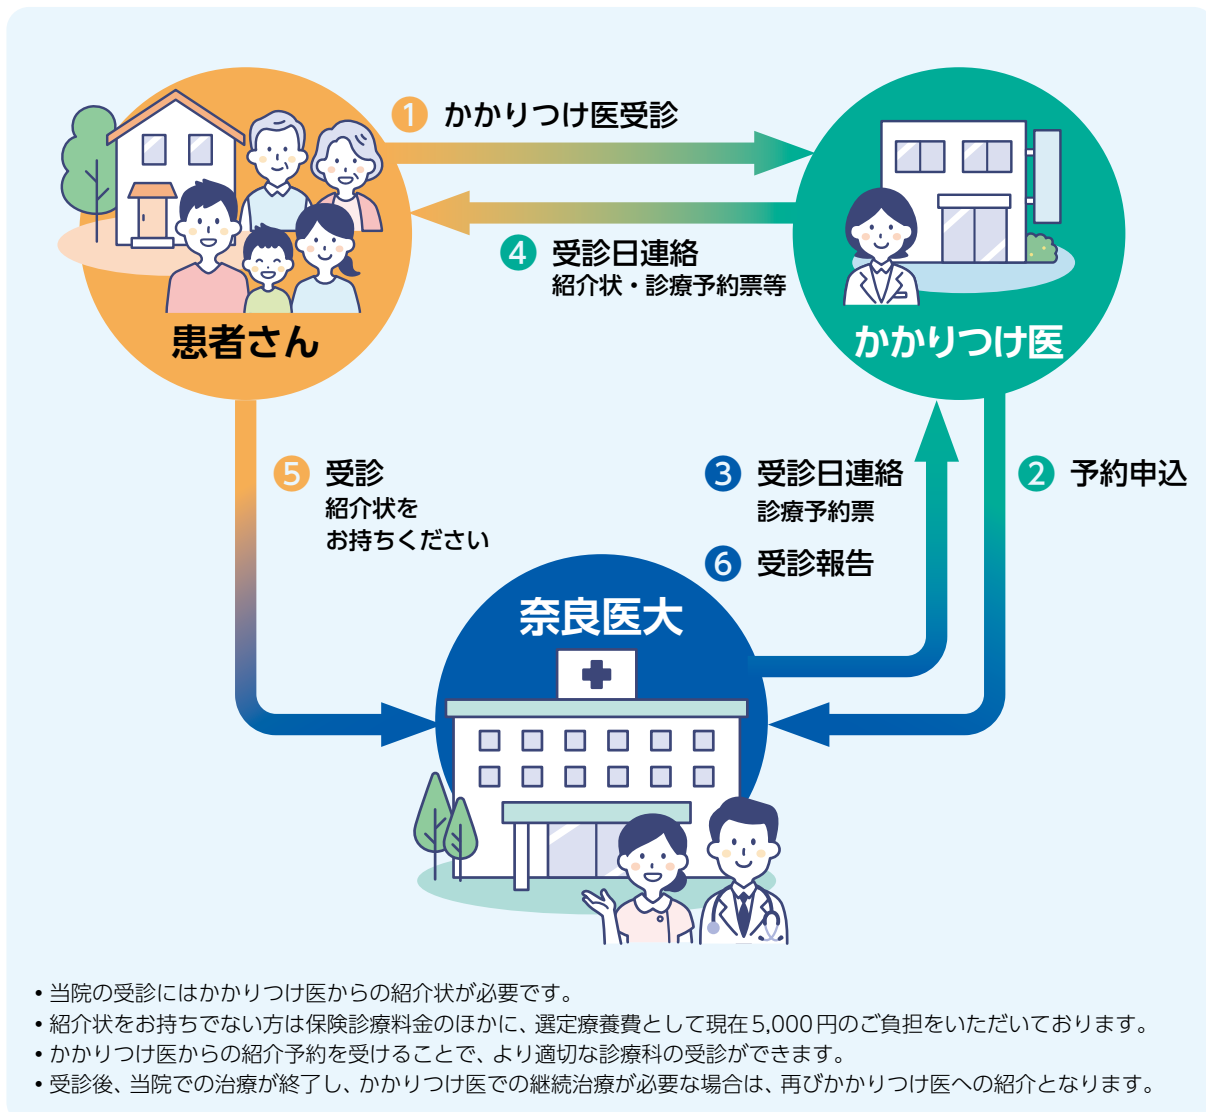 ❶ かかりつけ医受診
❹ 受診日連絡
紹介状・診療予約票等
患者さん
かかりつけ医
❺ 受診
紹介状を
お持ちください
❸ 受診日連絡
診療予約票
❷ 予約申込
❻ 受診報告
奈良医大
• 当院の受診にはかかりつけ医からの紹介状が必要です。
• 紹介状をお持ちでない方は保険診療料金のほかに、選定療養費として現在5,000円のご負担をいただいております。
• かかりつけ医からの紹介予約を受けることで、より適切な診療科の受診ができます。
• 受診後、当院での治療が終了し、かかりつけ医での継続治療が必要な場合は、再びかかりつけ医への紹介となります。